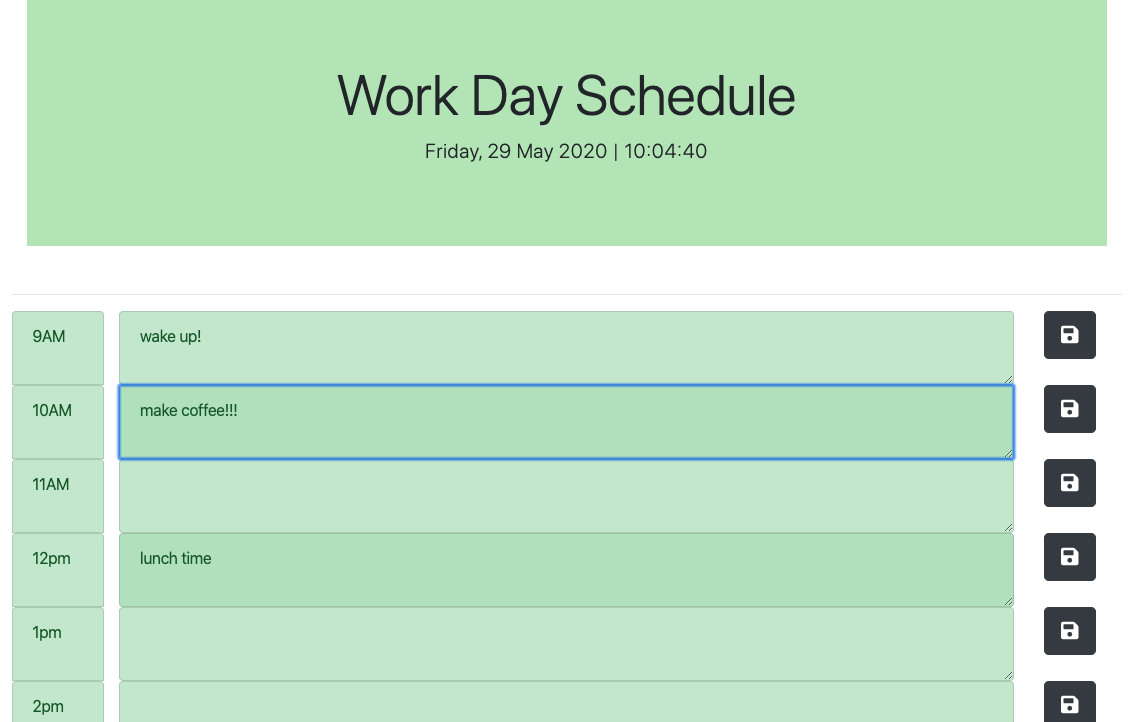 Work Day Schedule
Friday, 29 May 2020 | 10:04:40
9AM wake up!
10AM make coffee!!!
11AM
12pm lunch time
1pm
2pm